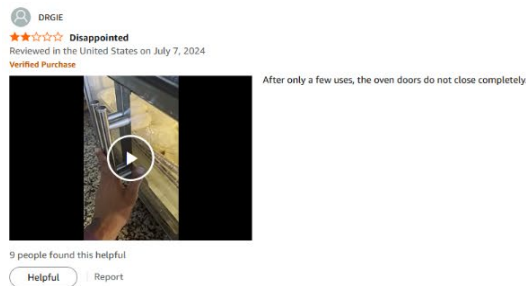 DRGIE
Disappointed
Reviewed in the United States on July 7, 2024
Verified Purchase
After only a few uses, the oven doors do not close completely.
9 people found this helpful
Helpful
Report